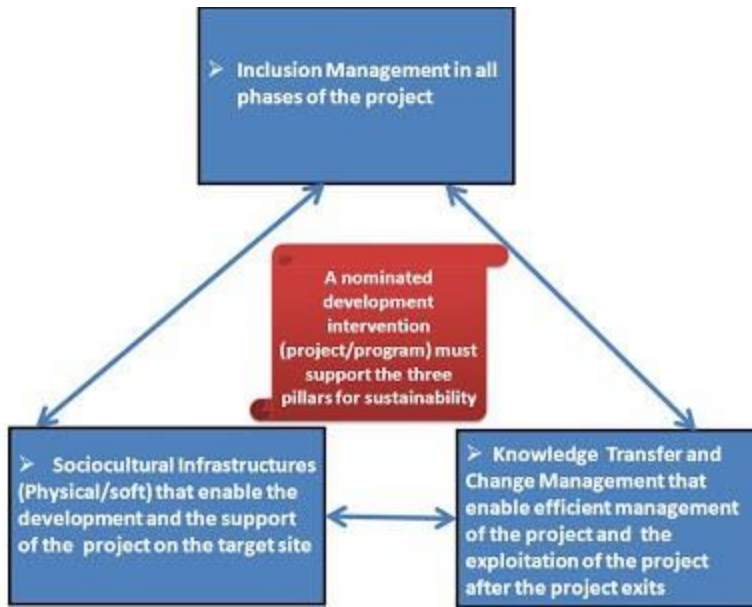 ➢ Inclusion Management in all
phases of the project
A nominated
development
intervention
(project/program) must
support the three
pillars for sustainability
➢ Sociocultural Infrastructures
(Physical/soft) that enable the
development and the support
of the project on the target site
➢ Knowledge Transfer and
Change Management that
enable efficient management
of the project and the
exploitation of the project
after the project exits